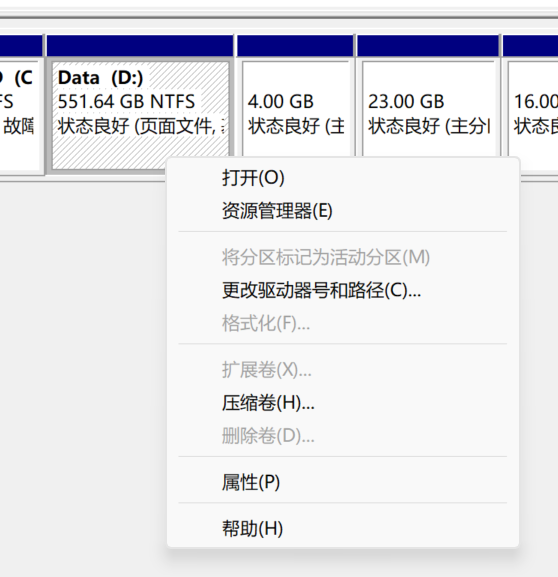 (C
Data (D:)
551.64 GB NTFS
状态良好 (页面文件,
FS
故障
4.00 GB
状态良好 (主
23.00 GB
状态良好 (主分
16.00
状态
打开(O)
资源管理器(E)
将分区标记为活动分区(M)
更改驱动器号和路径(C)...
格式化(F)...
扩展卷(X)...
压缩卷(H)...
删除卷(D)...
属性(P)
帮助(H)